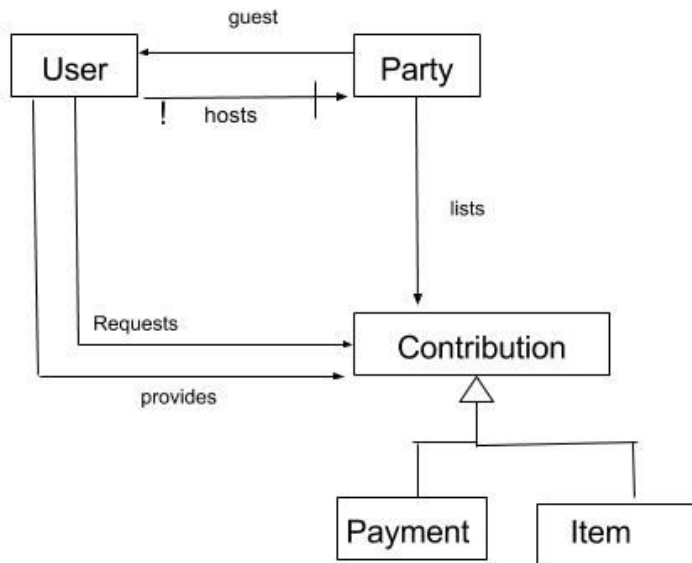 guest
User
Party
!
hosts
lists
Requests
Contribution
provides
Payment
Item